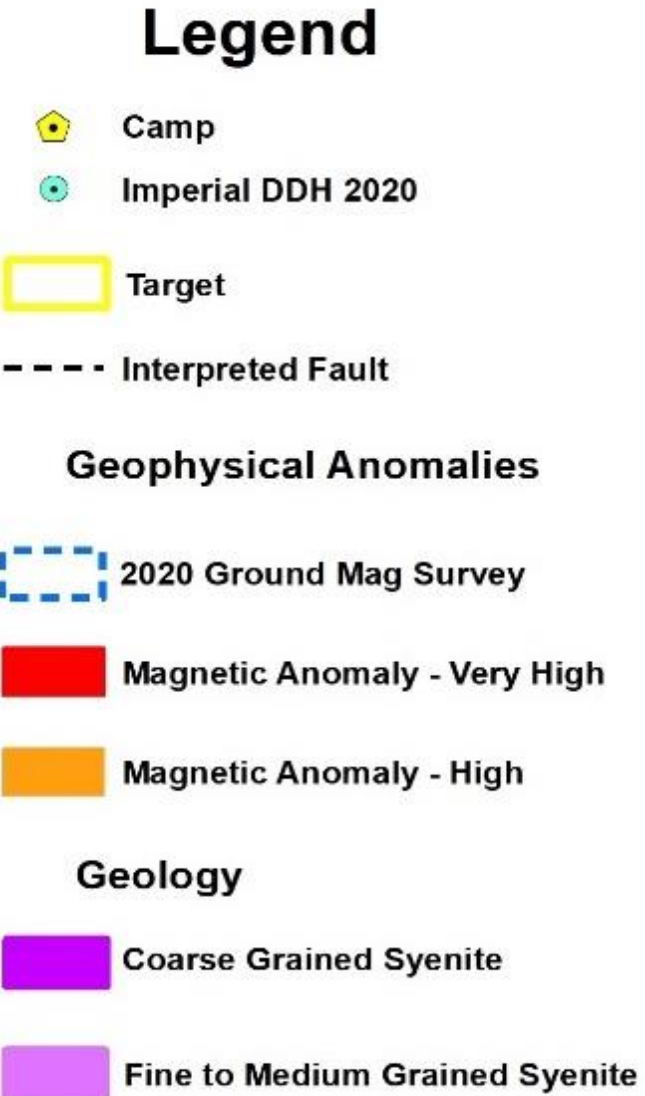 Legend
Camp
Imperial DDH 2020
Target
Interpreted Fault
Geophysical Anomalies
2020 Ground Mag Survey
Magnetic Anomaly - Very High
Magnetic Anomaly - High
Geology
Coarse Grained Syenite
Fine to Medium Grained Syenite